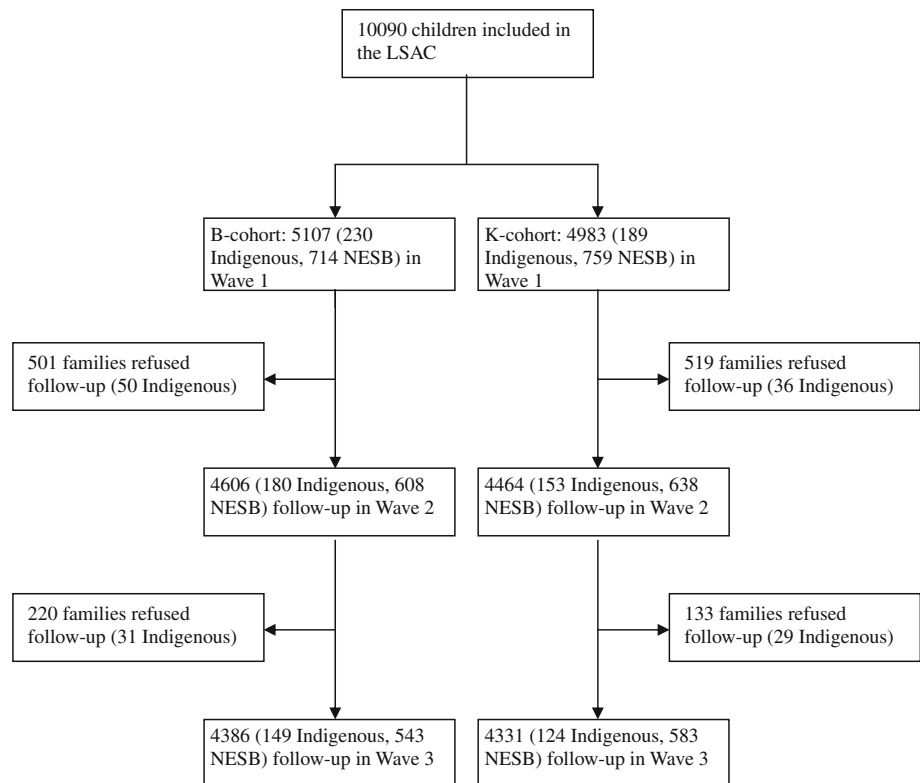 10090 children included in
the LSAC
B-cohort: 5107 (230
Indigenous, 714 NESB) in
Wave 1
K-cohort: 4983 (189
Indigenous, 759 NESB) in
Wave 1
501 families refused
follow-up (50 Indigenous)
519 families refused
follow-up (36 Indigenous)
4606 (180 Indigenous, 608
NESB) follow-up in Wave 2
4464 (153 Indigenous, 638
NESB) follow-up in Wave 2
220 families refused
follow-up (31 Indigenous)
133 families refused
follow-up (29 Indigenous)
4386 (149 Indigenous, 543
NESB) follow-up in Wave 3
4331 (124 Indigenous, 583
NESB) follow-up in Wave 3